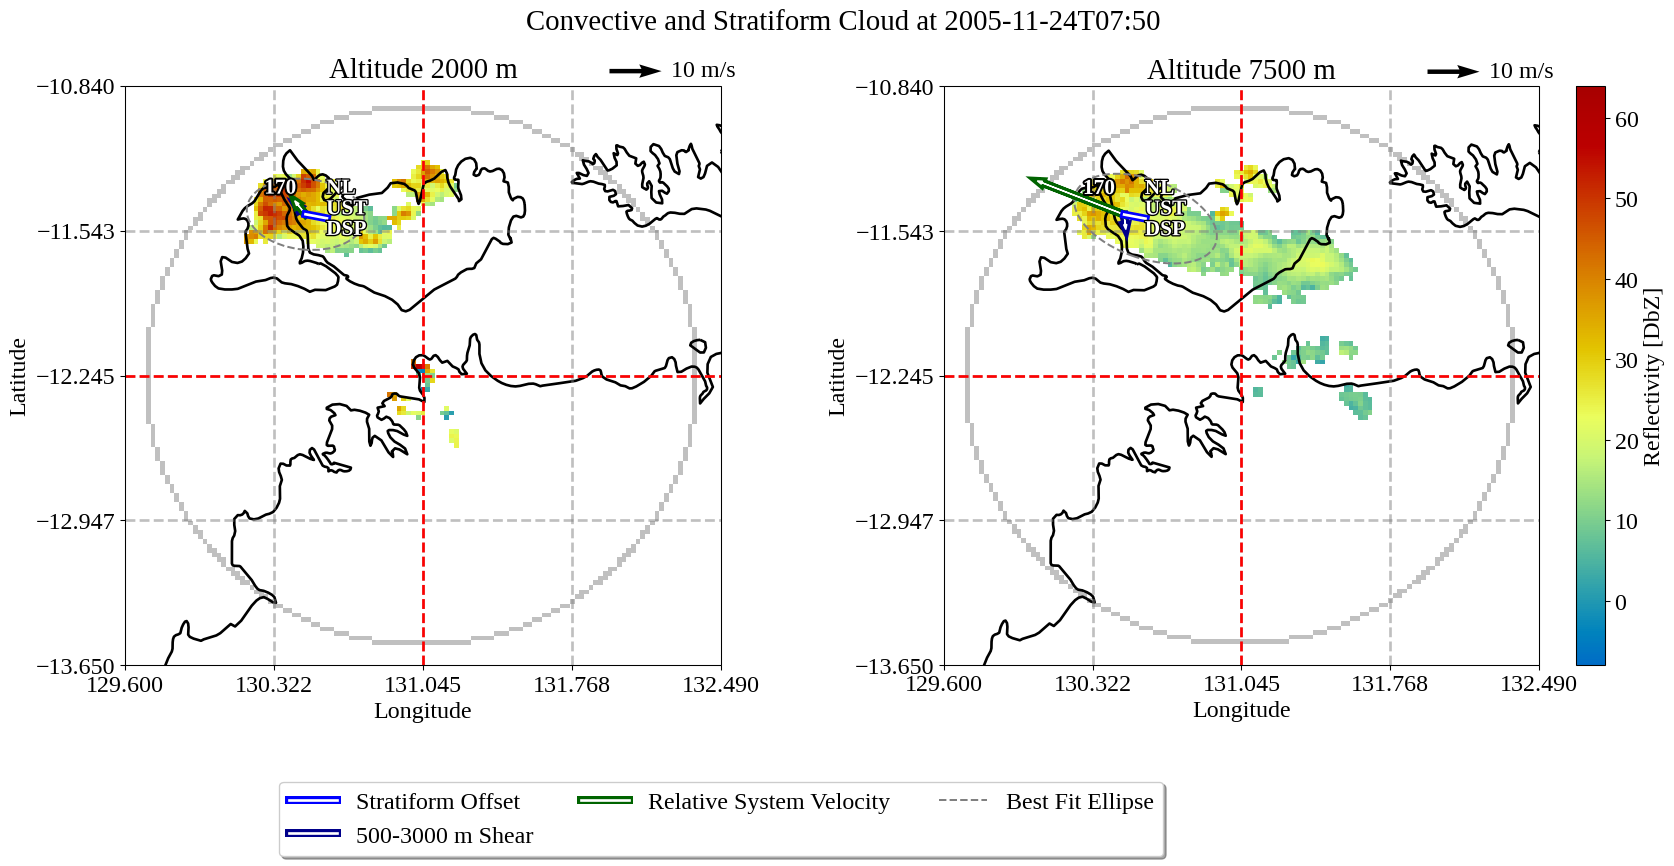 Convective and Stratiform Cloud at 2005-11-24T07:50
Altitude 2000 m
10 m/s
−10.840
−11.543
−12.245
−12.947
−13.650
129.600
130.322
131.045
131.768
132.490
Latitude
Longitude
170
NL
UST
DSP
Altitude 7500 m
10 m/s
−10.840
−11.543
−12.245
−12.947
−13.650
129.600
130.322
131.045
131.768
132.490
Latitude
Longitude
170
NL
UST
DSP
60
50
40
30
20
10
0
Reflectivity [DbZ]
Stratiform Offset
Relative System Velocity
Best Fit Ellipse
500-3000 m Shear